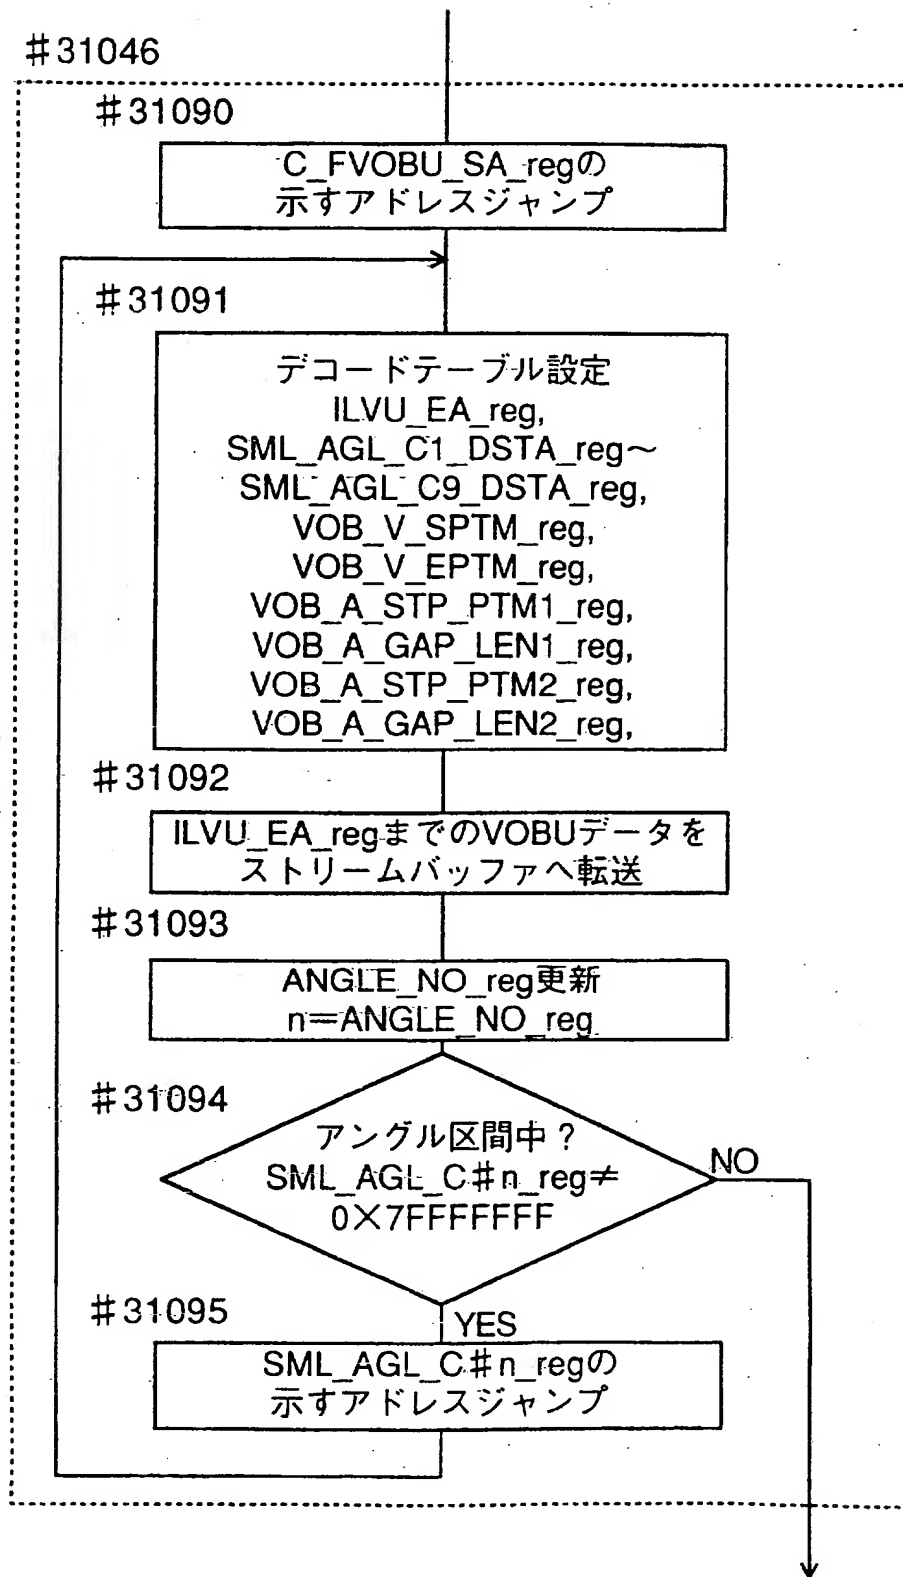 #31046
#31090
C_FVOBU_SA_regの
示すアドレスジャンプ
#31091
デコードテーブル設定
ILVU_EA_reg,
SML_AGL_C1_DSTA_reg~
SML_AGL_C9_DSTA_reg,
VOB_V_SPTM_reg,
VOB_V_EPTM_reg,
VOB_A_STP_PTM1_reg,
VOB_A_GAP_LEN1_reg,
VOB_A_STP_PTM2_reg,
VOB_A_GAP_LEN2_reg,
#31092
ILVU_EA_regまでのVOBUデータを
ストリームバッファへ転送
#31093
ANGLE_NO_reg更新
n=ANGLE_NO_reg
#31094
アングル区間中?
SML_AGL_C#n_reg≠
0×7FFFFFFF
NO
#31095
YES
SML_AGL_C#n_regの
示すアドレスジャンプ